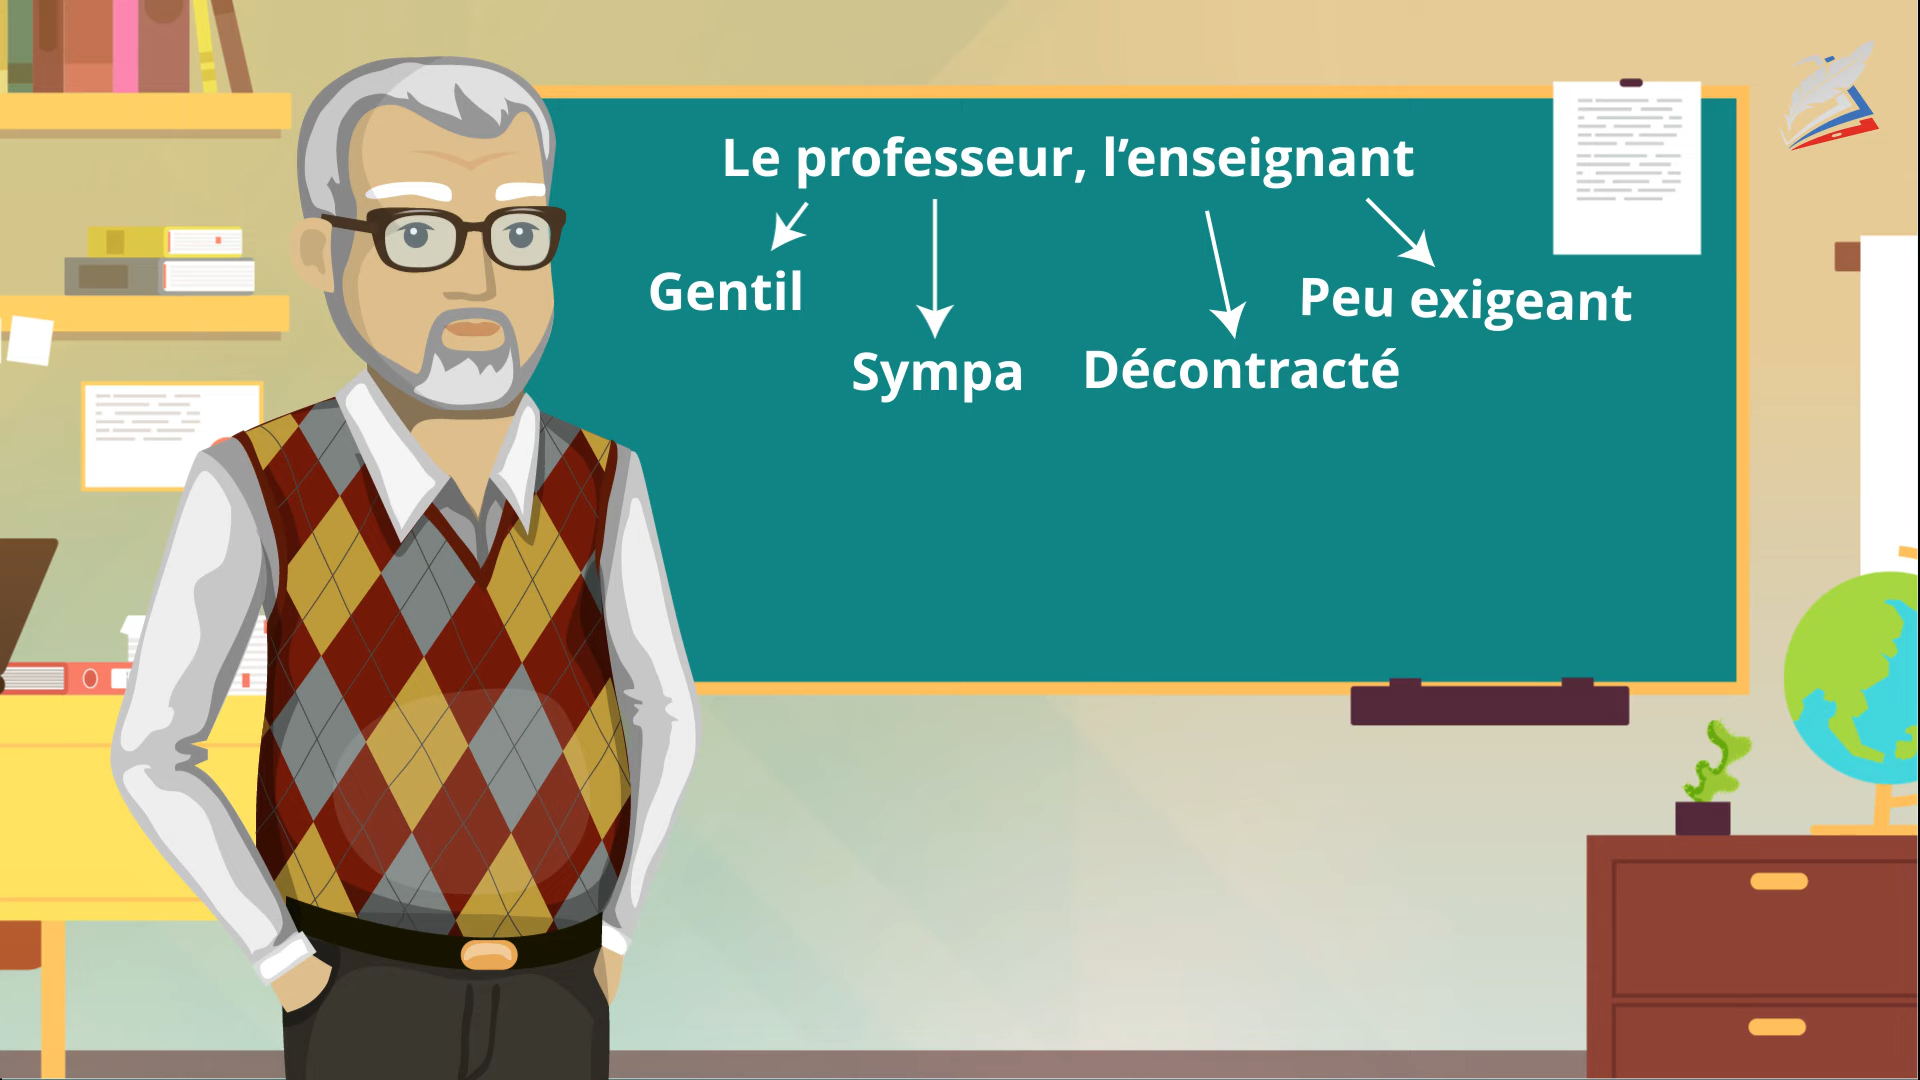 Le professeur, l’enseignant
Gentil
Peu exigeant
Sympa
Décontracté